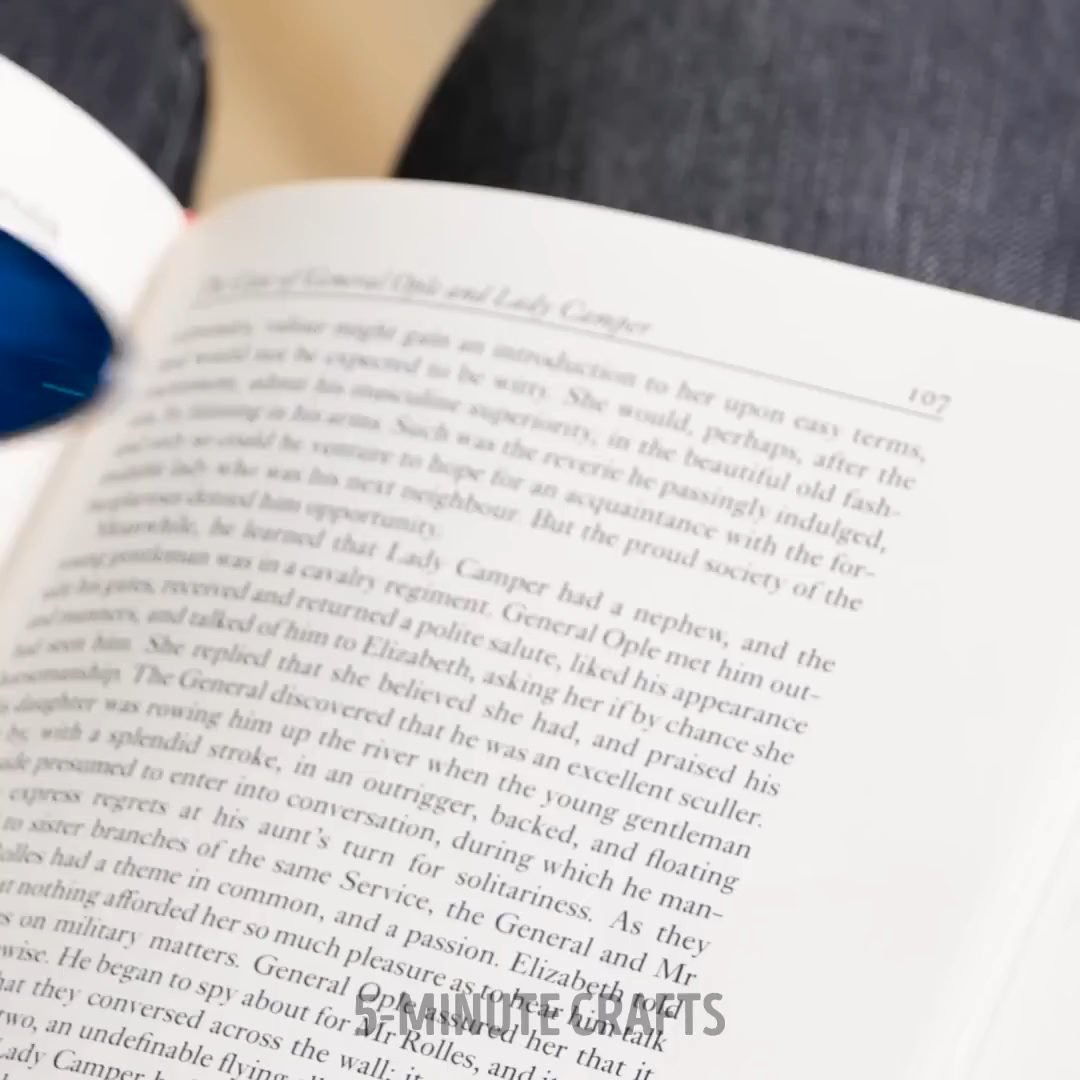 The Case of General Ople and Lady Camper
107
valour might gain an introduction to her upon easy terms,
would not be expected to be witty. She would, perhaps, after the
admit his masculine superiority, in the beautiful old fash-
in his arms. Such was the reverie he passingly indulged,
and only so could he venture to hope for an acquaintance with the for-
lady who was his next neighbour. But the proud society of the
denied him opportunity.
Meanwhile, he learned that Lady Camper had a nephew, and the
young gentleman was in a cavalry regiment. General Ople met him out-
side his gates, received and returned a polite salute, liked his appearance
and manners, and talked of him to Elizabeth, asking her if by chance she
had seen him. She replied that she believed she had, and praised his
horsemanship. The General discovered that he was an excellent sculler.
daughter was rowing him up the river when the young gentleman
by, with a splendid stroke, in an outrigger, backed, and floating
presumed to enter into conversation, during which he man-
express regrets at his aunt's turn for solitariness. As they
to sister branches of the same Service, the General and Mr
Rolles had a theme in common, and a passion. Elizabeth told
nothing afforded her so much pleasure as to hear him talk
on military matters. General Ople assured her that it
wise. He began to spy about for Mr Rolles, and
that they conversed across the wall; it
two, an undefinable flying
Lady Camper
5-MINUTE CRAFTS